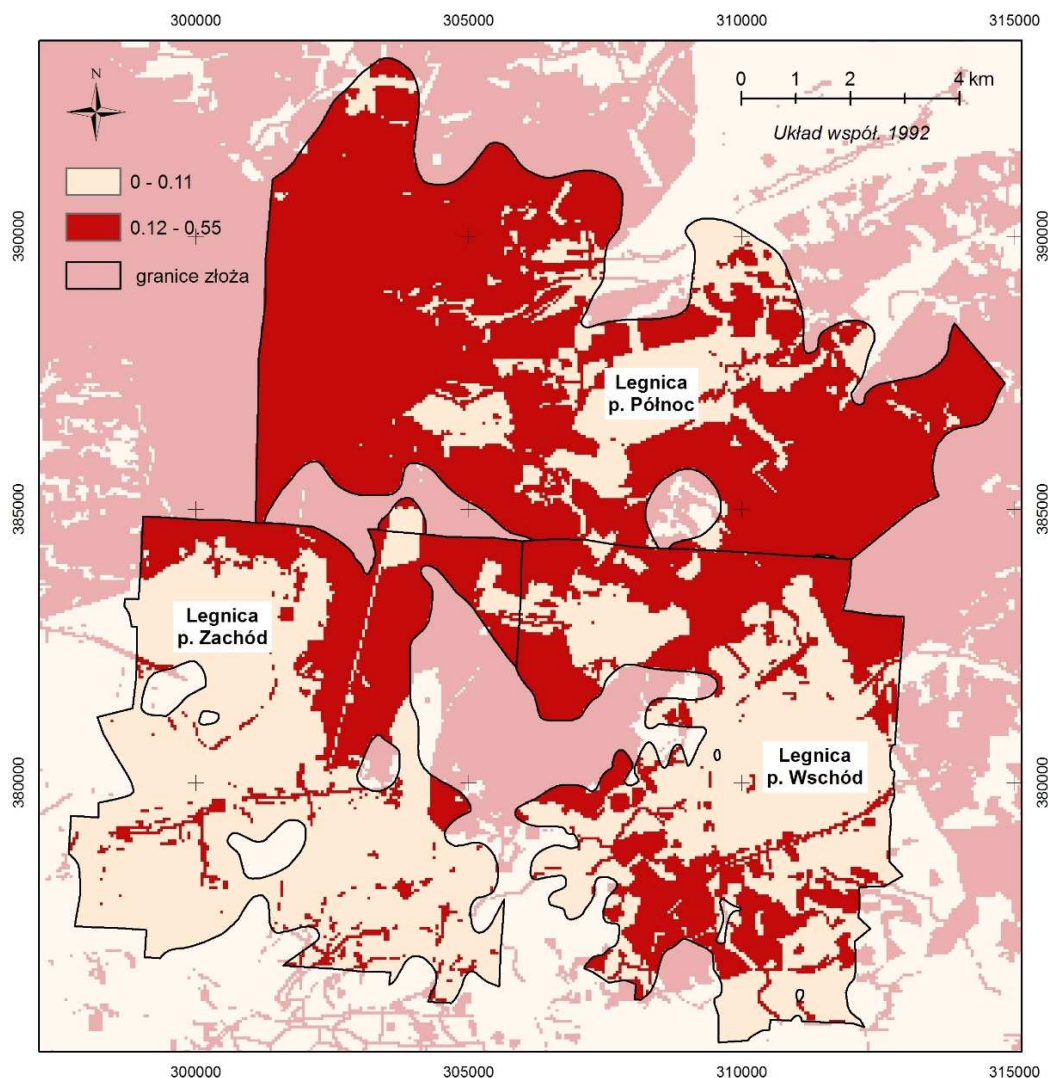 300000 305000 310000 315000
N
0 1 2 4 km
Układ współ. 1992
0 - 0.11
0.12 - 0.55
granice złoża
390000 390000
Legnica
p. Północ
385000 385000
Legnica
p. Zachód
Legnica
p. Wschód
380000 380000
300000 305000 310000 315000